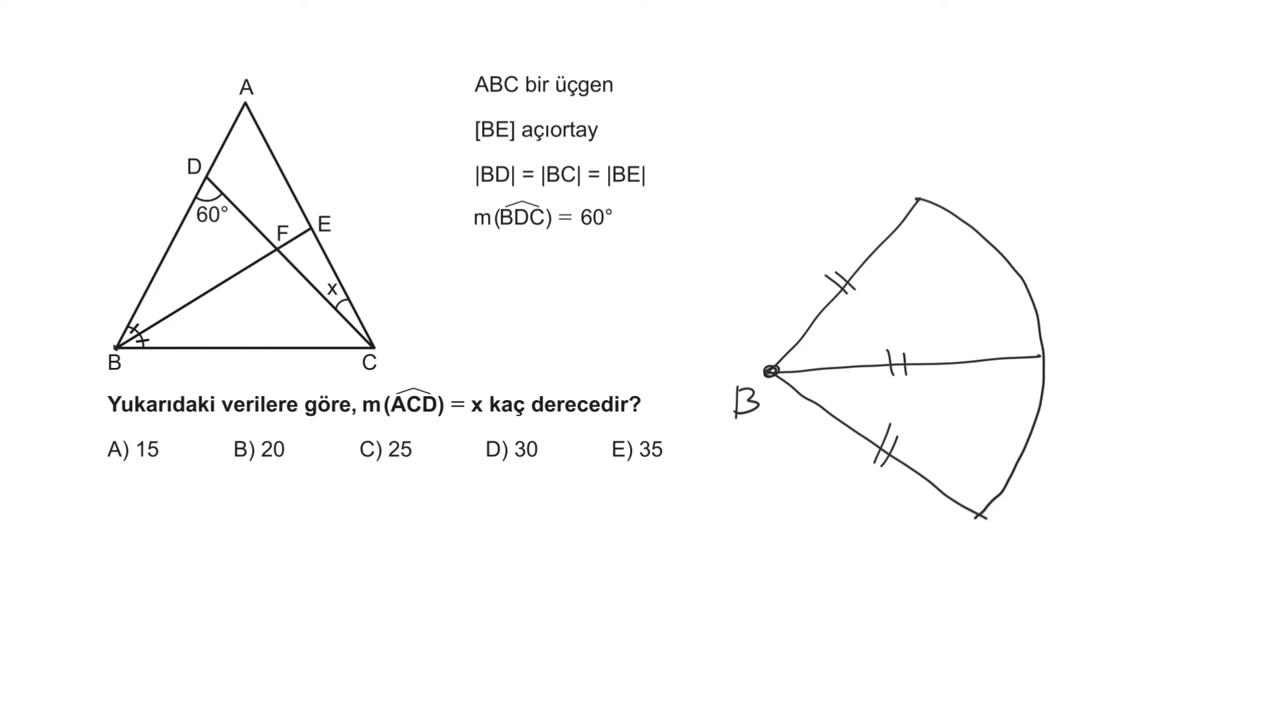 A
D
60°
F
E
x
B
C
ABC bir üçgen
[BE] açıortay
|BD| = |BC| = |BE|
m(BDC) = 60°
Yukarıdaki verilere göre, m(ACD) = x kaç derecedir?
A) 15 B) 20 C) 25 D) 30 E) 35
B